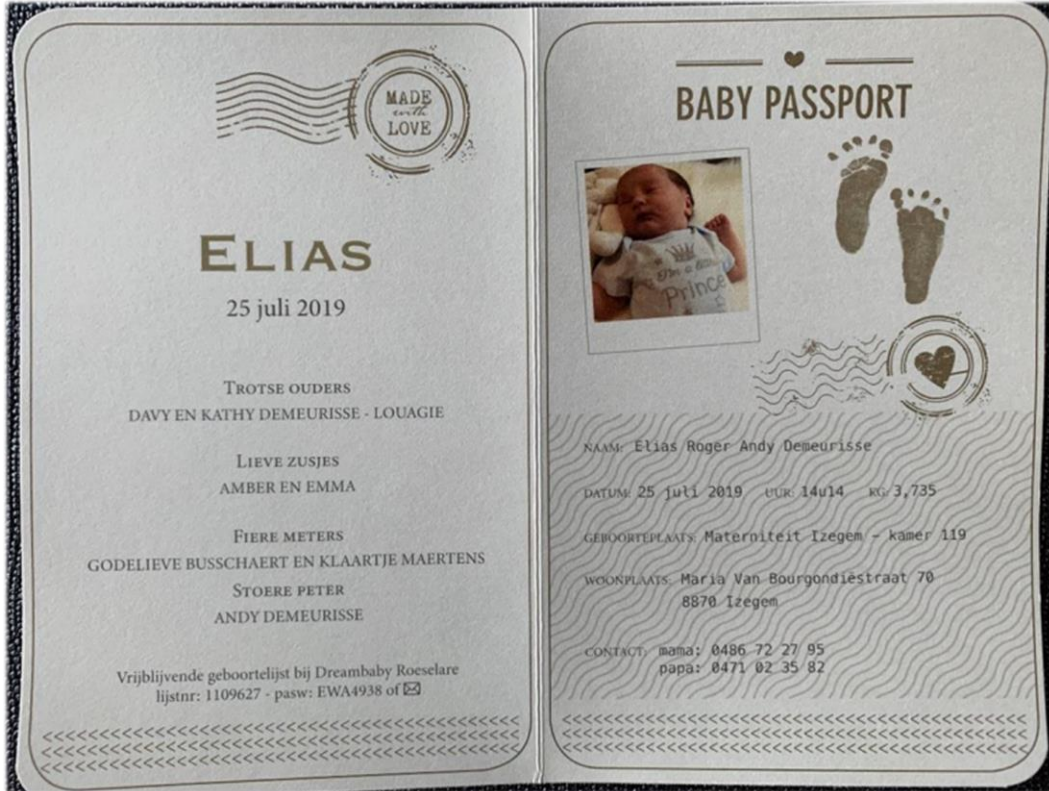 MADE
with
LOVE
ELIAS
25 juli 2019
TROTSE OUDERS
DAVY EN KATHY DEMEURISSE - LOUAGIE
LIEVE ZUSJES
AMBER EN EMMA
FIERE METERS
GODELIEVE BUSSCHAERT EN KLAARTJE MAERTENS
STOERE PETER
ANDY DEMEURISSE
Vrijblijvende geboortelijst bij Dreambaby Roeselare
lijstnr: 1109627 - pasw: EWA4938 of ✉
<<<<<<<<<<<<<<<<<<<<<<<<<<<<<<<<<<<<<<<<
<<<<<<<<<<<<<<<<<<<<<<<<<<<<<<<<<<<<<<<<
<<<<<<<<<<<<<<<<<<<<<<<<<<<<<<<<<<<<<<<<
BABY PASSPORT
I'm a little
Prince
NAAM: Elias Roger Andy Demeurisse
DATUM: 25 juli 2019 UUR: 14u14 KG: 3,735
GEBOORTEPLAATS: Materniteit Izegem – kamer 119
WOONPLAATS: Maria Van Bourgondiëstraat 70
8870 Izegem
CONTACT: mama: 0486 72 27 95
papa: 0471 02 35 82
<<<<<<<<<<<<<<<<<<<<<<<<<<<<<<<<<<<<<<<<
<<<<<<<<<<<<<<<<<<<<<<<<<<<<<<<<<<<<<<<<
<<<<<<<<<<<<<<<<<<<<<<<<<<<<<<<<<<<<<<<<